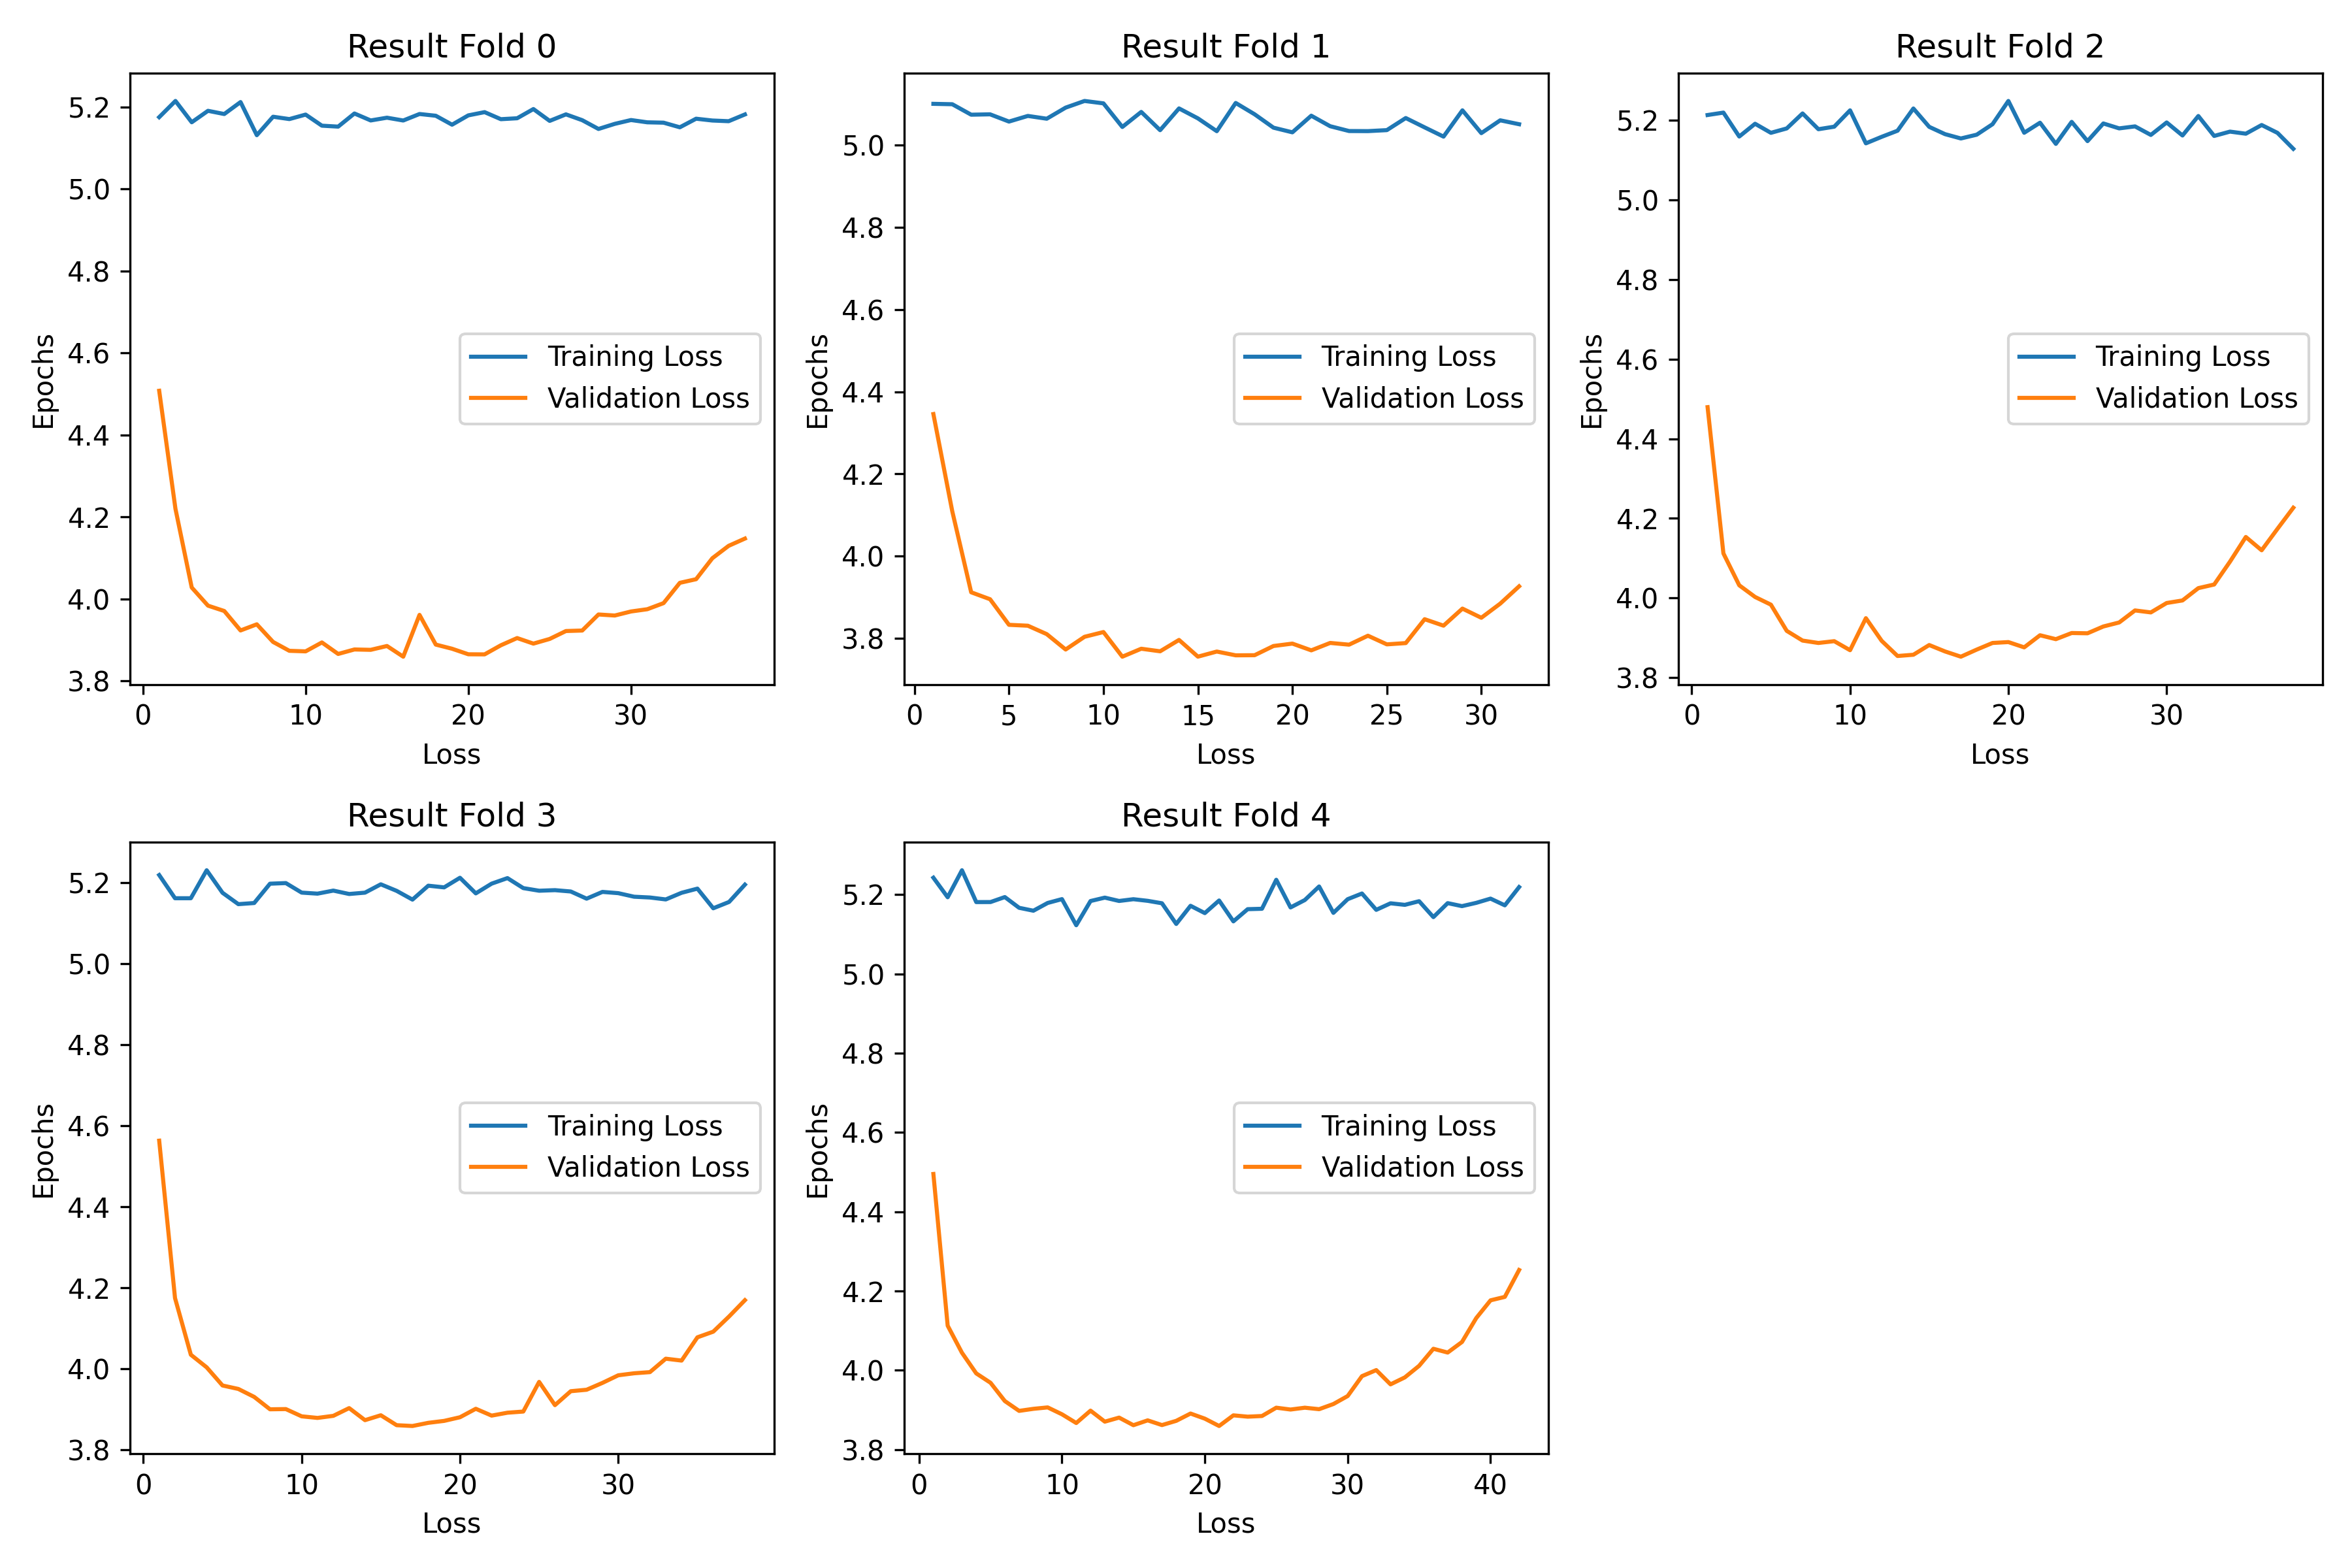 Result Fold 0
5.2
5.0
4.8
4.6
4.4
4.2
4.0
3.8
Epochs
Training Loss
Validation Loss
0 10 20 30
Loss
Result Fold 1
5.0
4.8
4.6
4.4
4.2
4.0
3.8
Epochs
Training Loss
Validation Loss
0 5 10 15 20 25 30
Loss
Result Fold 2
5.2
5.0
4.8
4.6
4.4
4.2
4.0
3.8
Epochs
Training Loss
Validation Loss
0 10 20 30
Loss
Result Fold 3
5.2
5.0
4.8
4.6
4.4
4.2
4.0
3.8
Epochs
Training Loss
Validation Loss
0 10 20 30
Loss
Result Fold 4
5.2
5.0
4.8
4.6
4.4
4.2
4.0
3.8
Epochs
Training Loss
Validation Loss
0 10 20 30 40
Loss